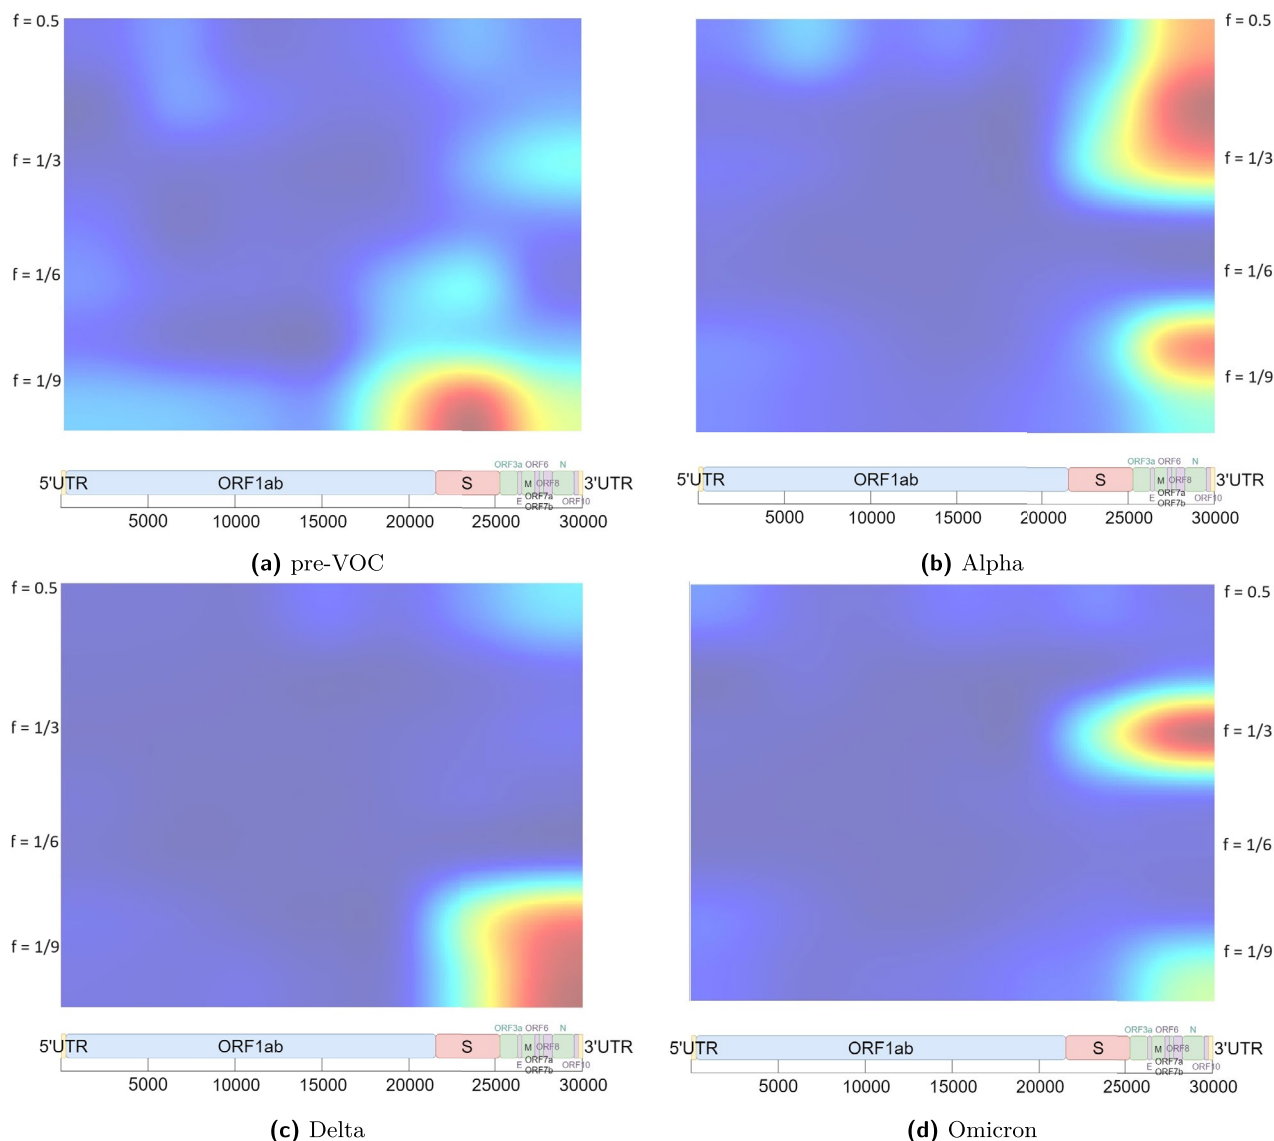 f = 0.5
f = 1/3
f = 1/6
f = 1/9
ORF3a ORF6 N
5'UTR ORF1ab S M ORF8 3'UTR
E ORF7a ORF10
ORF7b
5000 10000 15000 20000 25000 30000
(a) pre-VOC
f = 0.5
f = 1/3
f = 1/6
f = 1/9
ORF3a ORF6 N
5'UTR ORF1ab S M ORF8 3'UTR
E ORF7a ORF10
ORF7b
5000 10000 15000 20000 25000 30000
(b) Alpha
f = 0.5
f = 1/3
f = 1/6
f = 1/9
ORF3a ORF6 N
5'UTR ORF1ab S M ORF8 3'UTR
E ORF7a ORF10
ORF7b
5000 10000 15000 20000 25000 30000
(c) Delta
f = 0.5
f = 1/3
f = 1/6
f = 1/9
ORF3a ORF6 N
5'UTR ORF1ab S M ORF8 3'UTR
E ORF7a ORF10
ORF7b
5000 10000 15000 20000 25000 30000
(d) Omicron